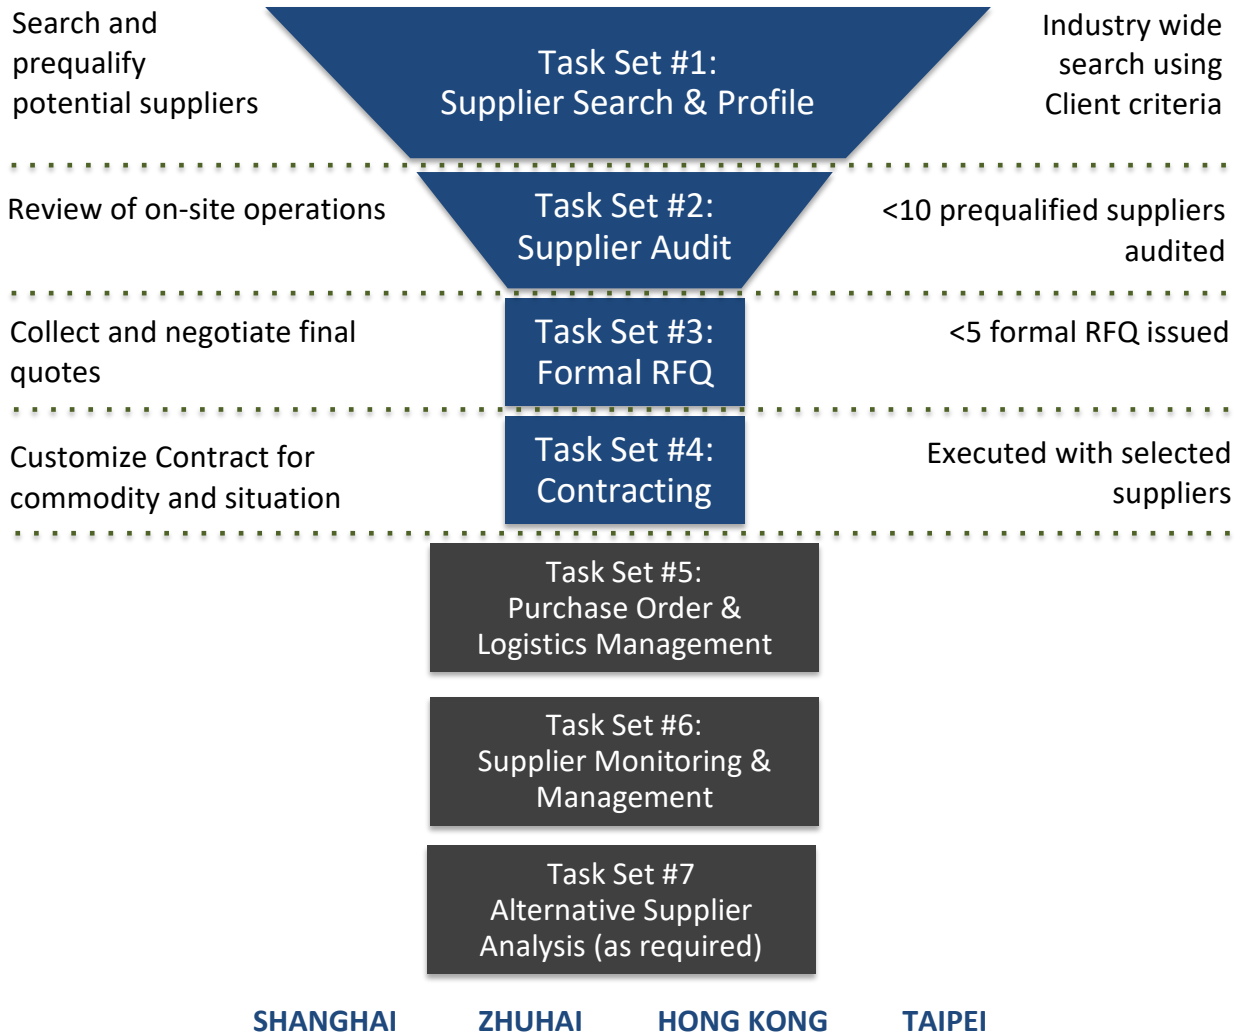 Search and
prequalify
potential suppliers
Task Set #1:
Supplier Search & Profile
Industry wide
search using
Client criteria
Review of on-site operations
Task Set #2:
Supplier Audit
<10 prequalified suppliers
audited
Collect and negotiate final
quotes
Task Set #3:
Formal RFQ
<5 formal RFQ issued
Customize Contract for
commodity and situation
Task Set #4:
Contracting
Executed with selected
suppliers
Task Set #5:
Purchase Order &
Logistics Management
Task Set #6:
Supplier Monitoring &
Management
Task Set #7
Alternative Supplier
Analysis (as required)
SHANGHAI ZHUHAI HONG KONG TAIPEI